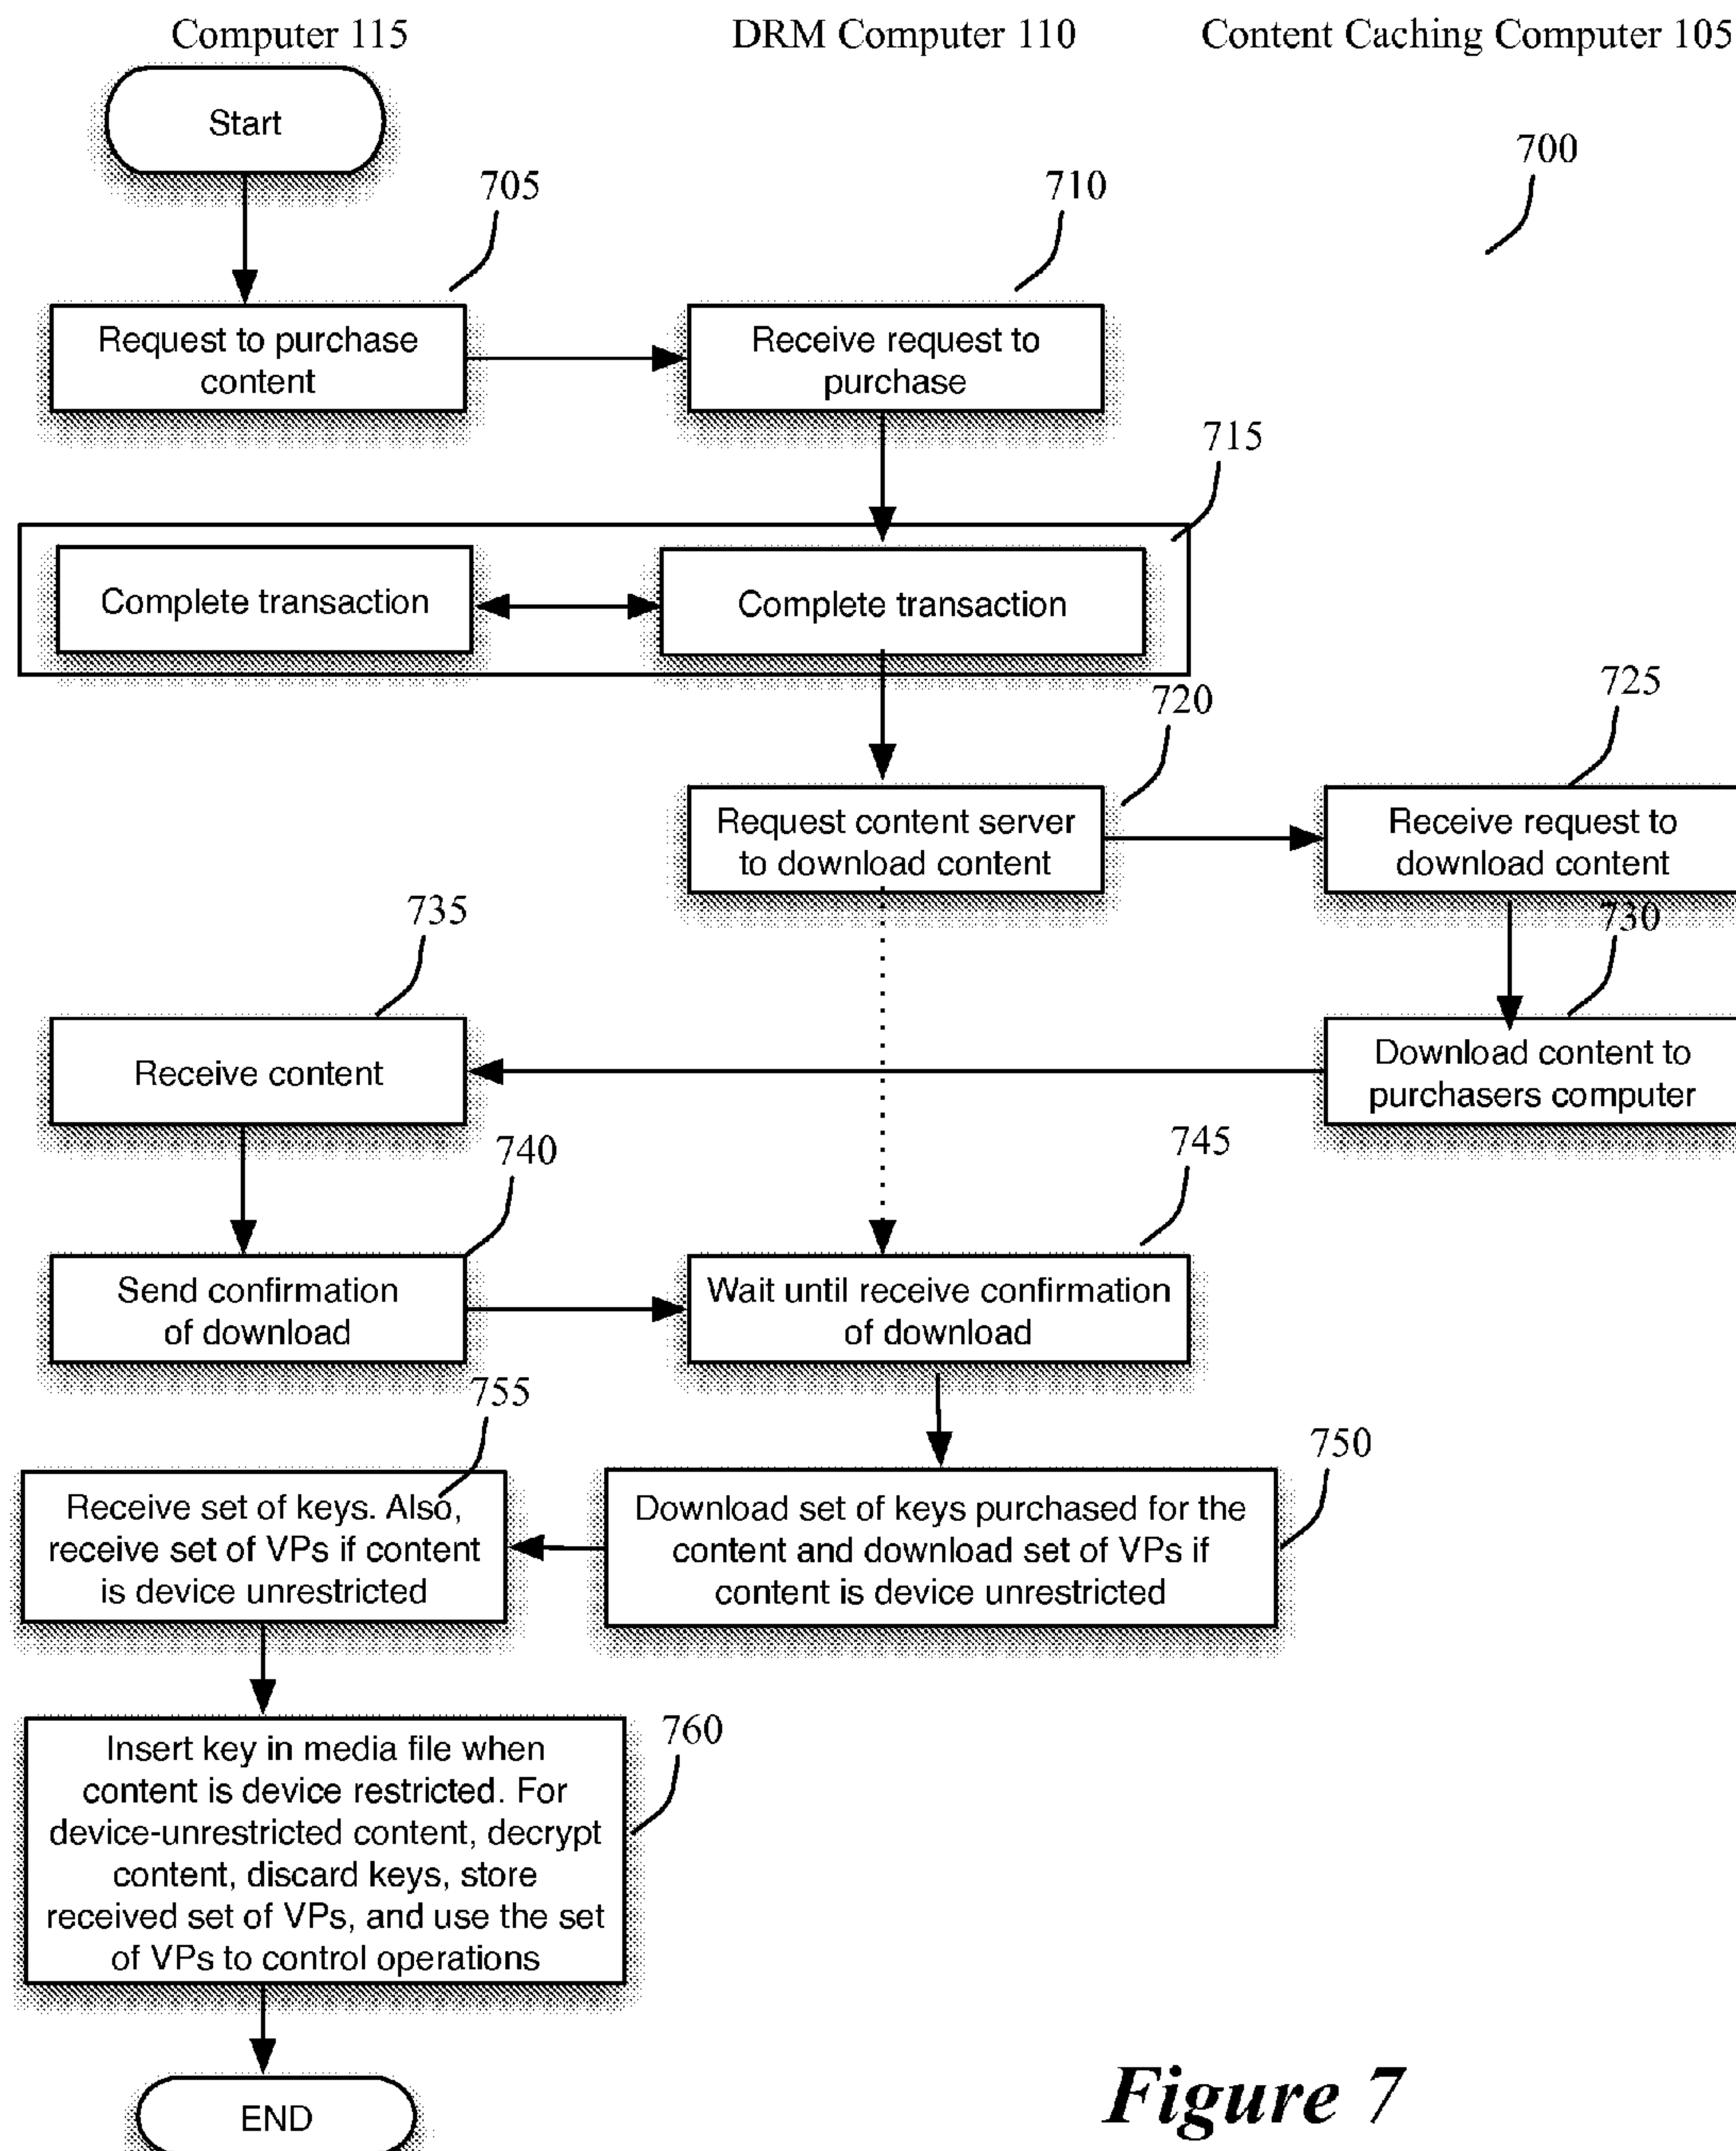 Computer 115
DRM Computer 110
Content Caching Computer 105
Start
700
705
710
Request to purchase
content
Receive request to
purchase
715
Complete transaction
Complete transaction
720
725
Request content server
to download content
Receive request to
download content
730
735
Receive content
Download content to
purchasers computer
740
745
Send confirmation
of download
Wait until receive confirmation
of download
755
750
Receive set of keys. Also,
receive set of VPs if content
is device unrestricted
Download set of keys purchased for the
content and download set of VPs if
content is device unrestricted
760
Insert key in media file when
content is device restricted. For
device-unrestricted content, decrypt
content, discard keys, store
received set of VPs, and use the set
of VPs to control operations
END
Figure 7